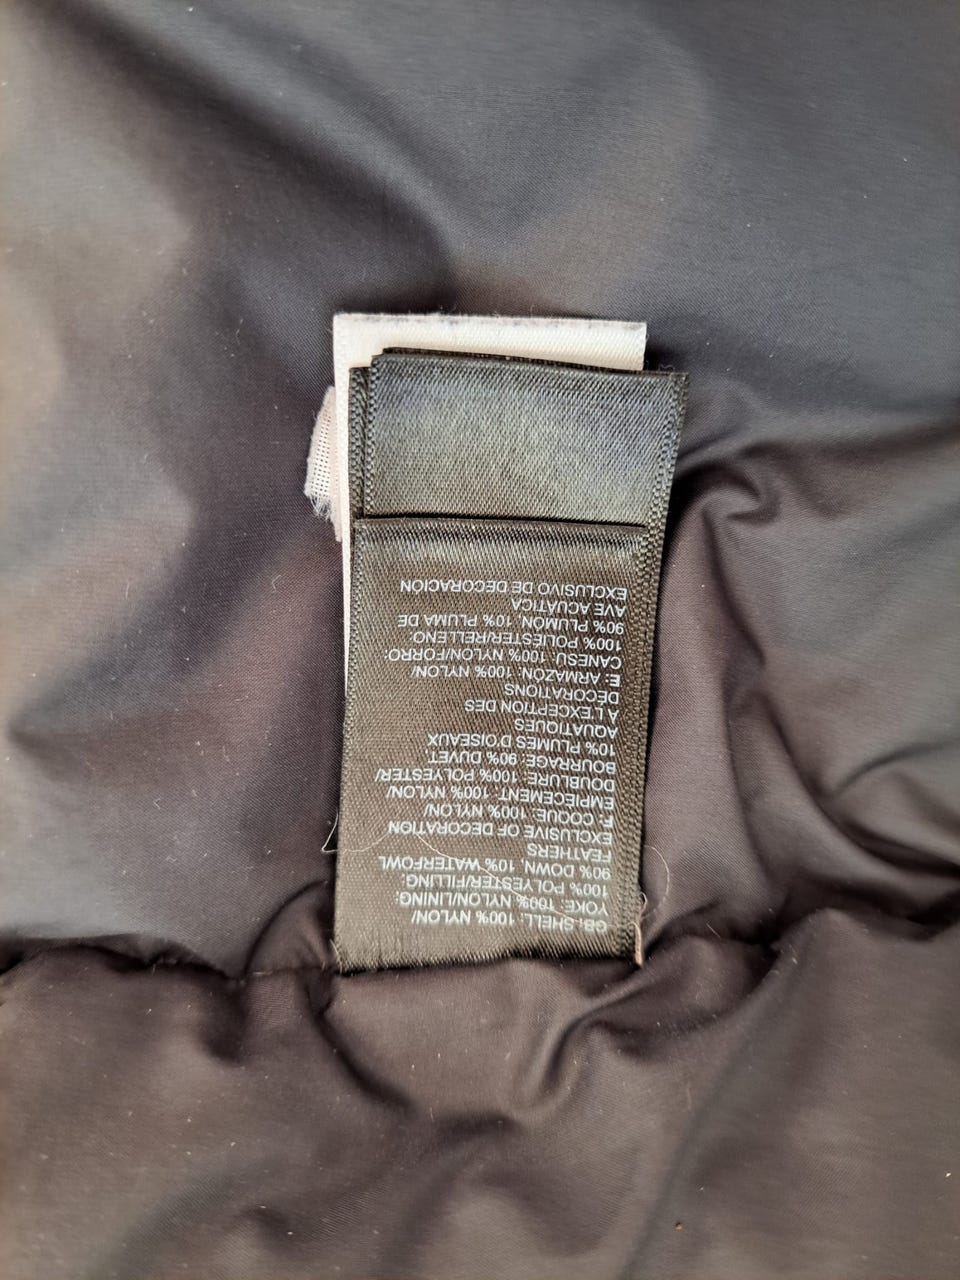 GB: SHELL: 100% NYLON/
YOKE: 100% NYLON/LINING:
100% POLYESTER/FILLING:
90% DOWN, 10% WATERFOWL
FEATHERS
EXCLUSIVE OF DECORATION
F: COQUE: 100% NYLON/
EMPIÈCEMENT: 100% NYLON/
DOUBLURE: 100% POLYESTER/
BOURRAGE: 90% DUVET
10% PLUMES D'OISEAUX
AQUATIQUES
À L'EXCEPTION DES
DÉCORATIONS
E: ARMAZÓN: 100% NYLON/
CANESÚ: 100% NYLON/FORRO:
100% POLIÉSTER/RELLENO:
90% PLUMÓN, 10% PLUMA DE
AVE ACUÁTICA
EXCLUSIVO DE DECORACIÓN